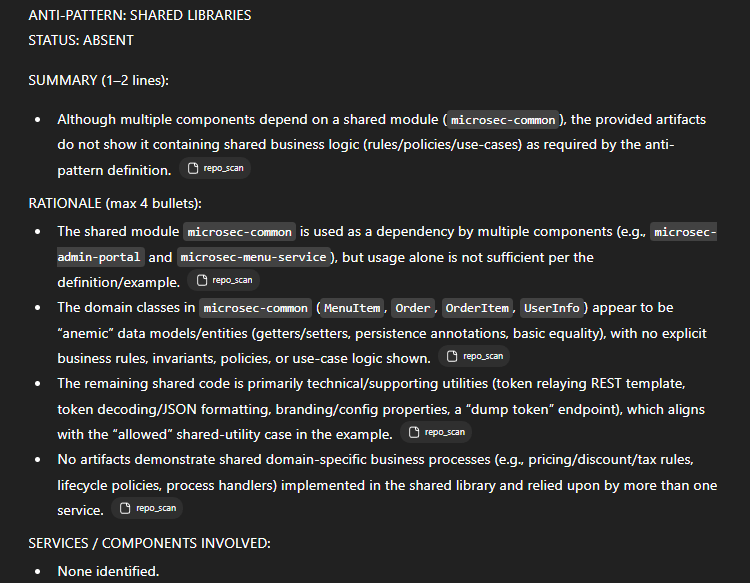 ANTI-PATTERN: SHARED LIBRARIES
STATUS: ABSENT
SUMMARY (1–2 lines):
• Although multiple components depend on a shared module (microsec-common), the provided artifacts
do not show it containing shared business logic (rules/policies/use-cases) as required by the anti-
pattern definition. repo_scan
RATIONALE (max 4 bullets):
• The shared module microsec-common is used as a dependency by multiple components (e.g., microsec-
admin-portal and microsec-menu-service), but usage alone is not sufficient per the
definition/example. repo_scan
• The domain classes in microsec-common (MenuItem, Order, OrderItem, UserInfo) appear to be
“anemic” data models/entities (getters/setters, persistence annotations, basic equality), with no explicit
business rules, invariants, policies, or use-case logic shown. repo_scan
• The remaining shared code is primarily technical/supporting utilities (token relaying REST template,
token decoding/JSON formatting, branding/config properties, a “dump token” endpoint), which aligns
with the “allowed” shared-utility case in the example. repo_scan
• No artifacts demonstrate shared domain-specific business processes (e.g., pricing/discount/tax rules,
lifecycle policies, process handlers) implemented in the shared library and relied upon by more than one
service. repo_scan
SERVICES / COMPONENTS INVOLVED:
• None identified.